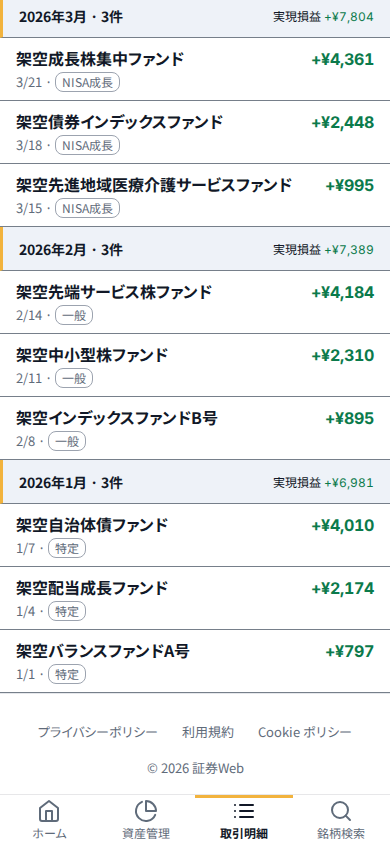 2026年3月・3件 実現損益 +¥7,804
架空成長株集中ファンド +¥4,361
3/21・NISA成長
架空債券インデックスファンド +¥2,448
3/18・NISA成長
架空先進地域医療介護サービスファンド +¥995
3/15・NISA成長
2026年2月・3件 実現損益 +¥7,389
架空先端サービス株ファンド +¥4,184
2/14・一般
架空中小型株ファンド +¥2,310
2/11・一般
架空インデックスファンドB号 +¥895
2/8・一般
2026年1月・3件 実現損益 +¥6,981
架空自治体債ファンド +¥4,010
1/7・特定
架空配当成長ファンド +¥2,174
1/4・特定
架空バランスファンドA号 +¥797
1/1・特定
プライバシーポリシー 利用規約 Cookie ポリシー
© 2026 証券Web
ホーム 資産管理 取引明細 銘柄検索